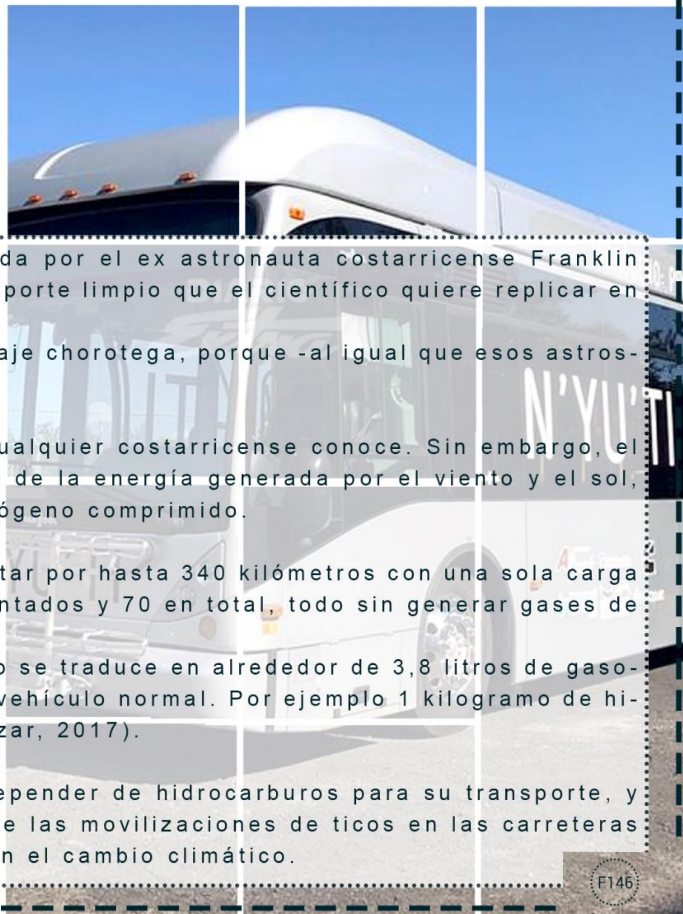 da por el ex astronauta costarricense Franklin
porte limpio que el científico quiere replicar en
aje chorotega, porque -al igual que esos astros-
N'YU'TI
ualquier costarricense conoce. Sin embargo, el
de la energía generada por el viento y el sol,
ógeno comprimido.
tar por hasta 340 kilómetros con una sola carga
ntados y 70 en total, todo sin generar gases de
o se traduce en alrededor de 3,8 litros de gaso-
vehículo normal. Por ejemplo 1 kilogramo de hi-
zar, 2017).
epender de hidrocarburos para su transporte, y
e las movilizaciones de ticos en las carreteras
n el cambio climático.
F146